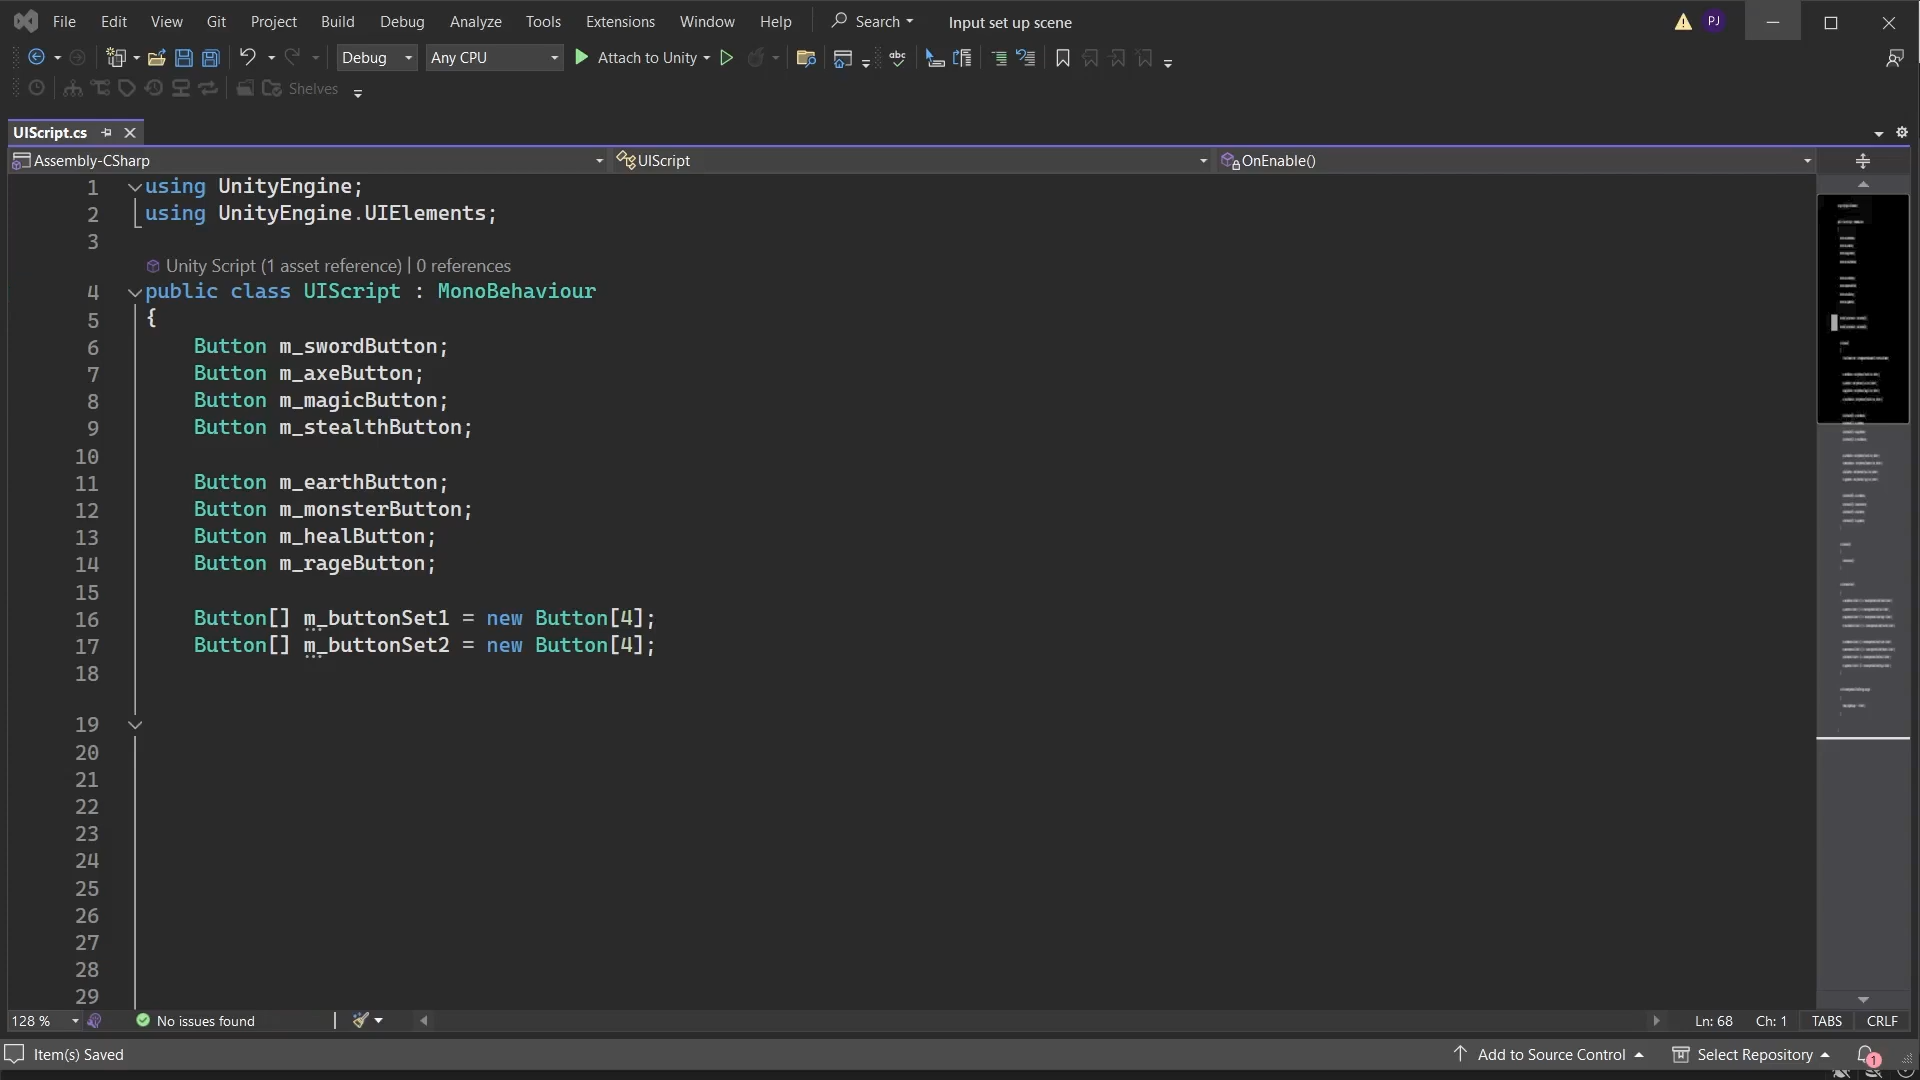 File Edit View Git Project Build Debug Analyze Tools Extensions Window Help Search Input set up scene PJ
Debug Any CPU Attach to Unity abc
Shelves
UIScript.cs
Assembly-CSharp UIScript OnEnable()
1 using UnityEngine;
2 using UnityEngine.UIElements;
3
Unity Script (1 asset reference) | 0 references
4 public class UIScript : MonoBehaviour
5 {
6 Button m_swordButton;
7 Button m_axeButton;
8 Button m_magicButton;
9 Button m_stealthButton;
10
11 Button m_earthButton;
12 Button m_monsterButton;
13 Button m_healButton;
14 Button m_rageButton;
15
16 Button[] m_buttonSet1 = new Button[4];
17 Button[] m_buttonSet2 = new Button[4];
18
19
20
21
22
23
24
25
26
27
28
29
128 % No issues found Ln: 68 Ch: 1 TABS CRLF
Item(s) Saved Add to Source Control Select Repository 1